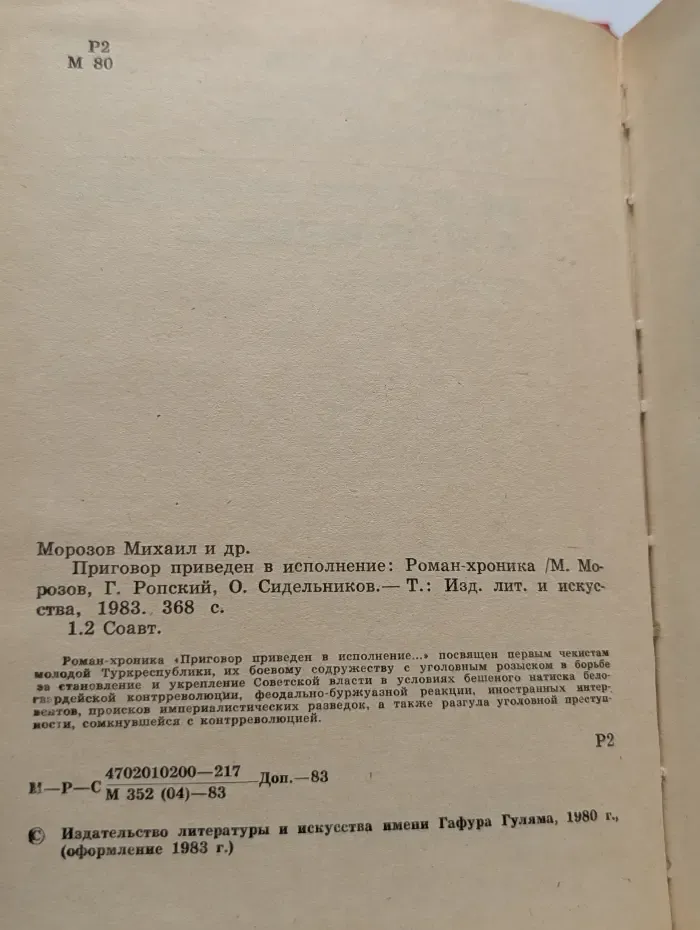 Р2
М 80
Морозов Михаил и др.
Приговор приведен в исполнение: Роман-хроника /М. Мо-
розов, Г. Ропский, О. Сидельников.— Т.: Изд. лит. и искус-
ства, 1983. 368 с.
1.2 Соавт.
Роман-хроника «Приговор приведен в исполнение...» посвящен первым чекистам
молодой Туркреспублики, их боевому содружеству с уголовным розыском в борьбе
за становление и укрепление Советской власти в условиях бешеного натиска бело-
гвардейской контрреволюции, феодально-буржуазной реакции, иностранных интер-
вентов, происков империалистических разведок, а также разгула уголовной преступ-
ности, сомкнувшейся с контрреволюцией.
Р2
М—Р—С 4702010200—217 Доп.—83
М 352 (04)—83
© Издательство литературы и искусства имени Гафура Гуляма, 1980 г.,
(оформление 1983 г.)